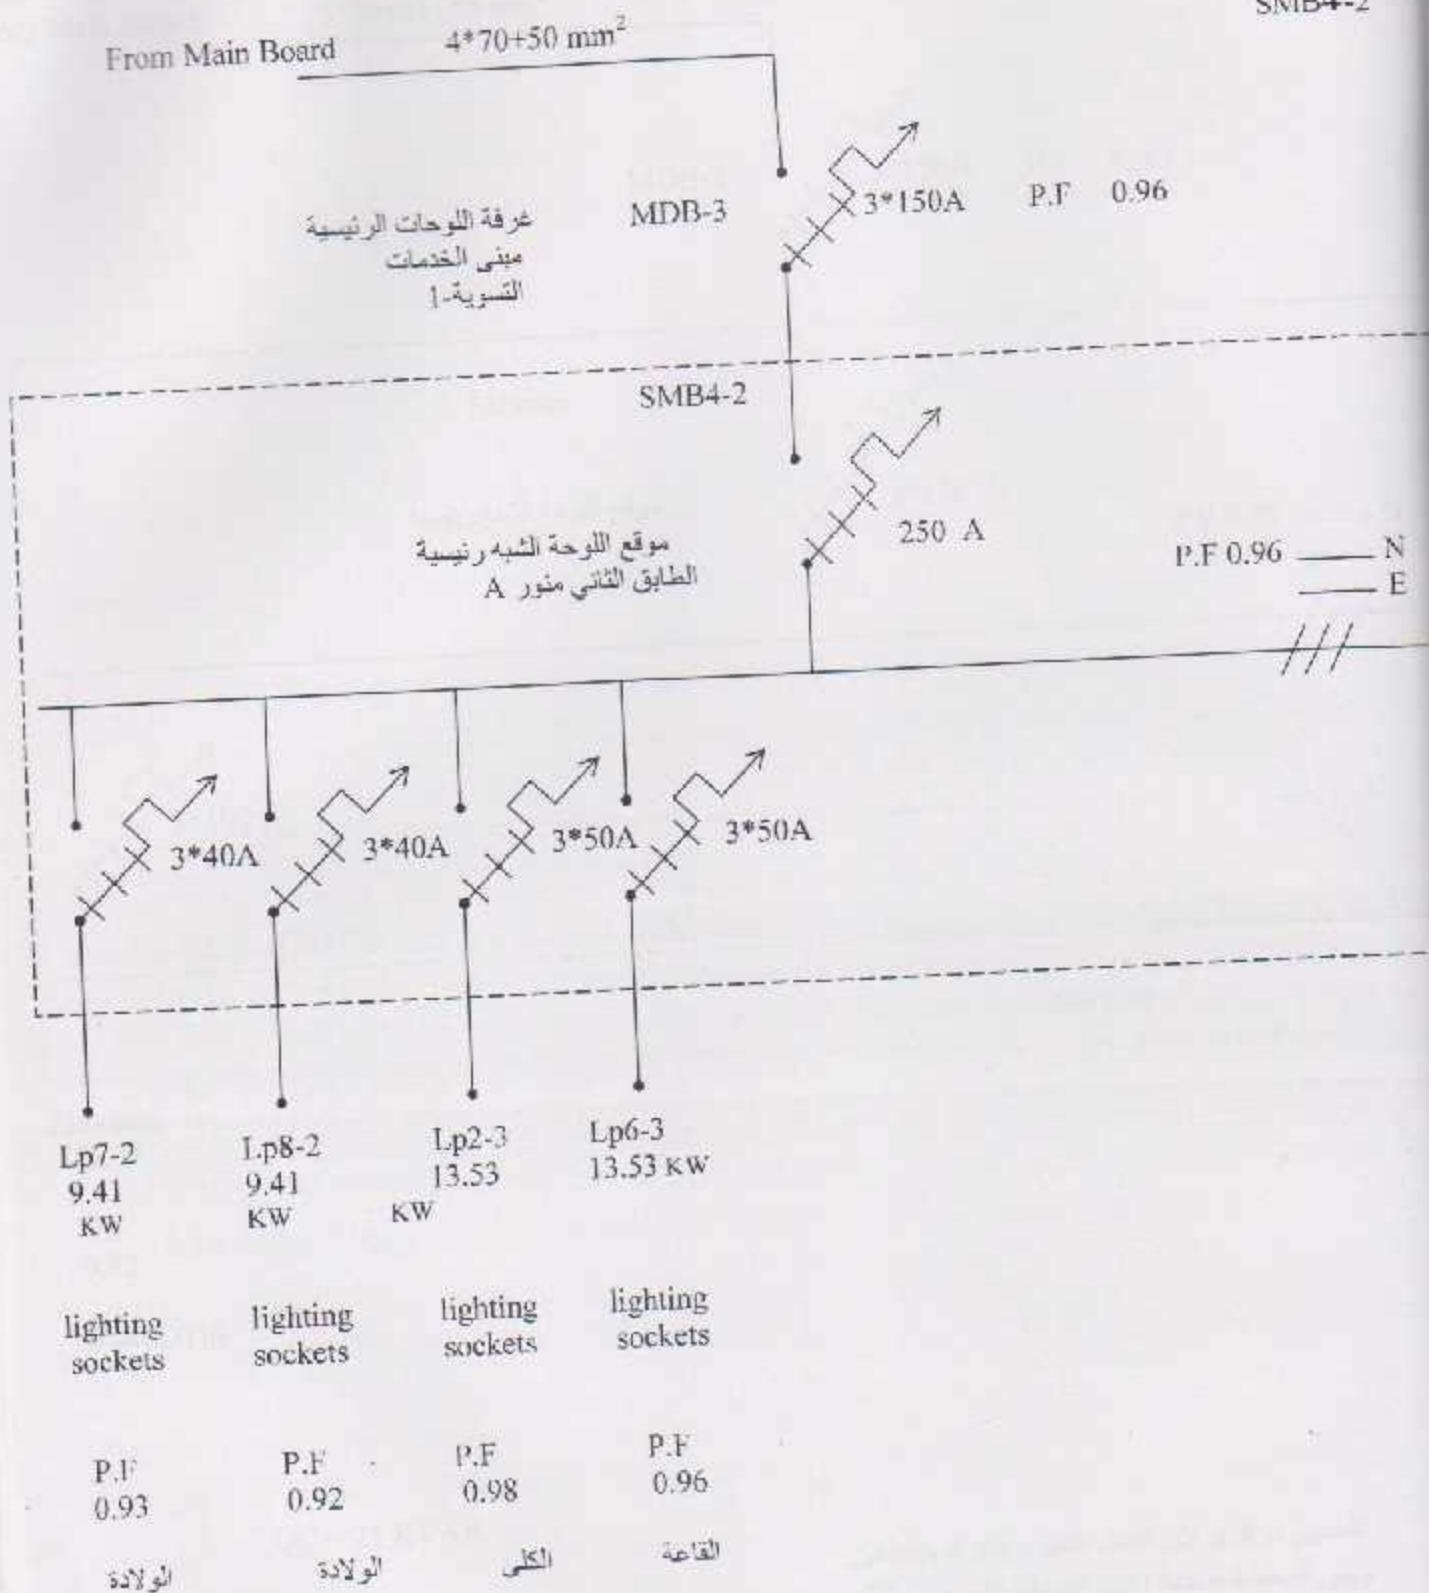 SMB4-2
From Main Board 4*70+50 mm²
MDB-3
3*150A P.F 0.96
غرفة اللوحات الرئيسية
مبنى الخدمات
التسوية-1
SMB4-2
موقع اللوحة الشبه رئيسية
الطابق الثاني منور A
250 A
P.F 0.96 N
E
3*40A 3*40A 3*50A 3*50A
Lp7-2 Lp8-2 Lp2-3 Lp6-3
9.41 9.41 13.53 13.53 KW
KW KW KW
lighting lighting lighting lighting
sockets sockets sockets sockets
P.F P.F P.F P.F
0.93 0.92 0.98 0.96
الولادة الولادة الكلى القاعة